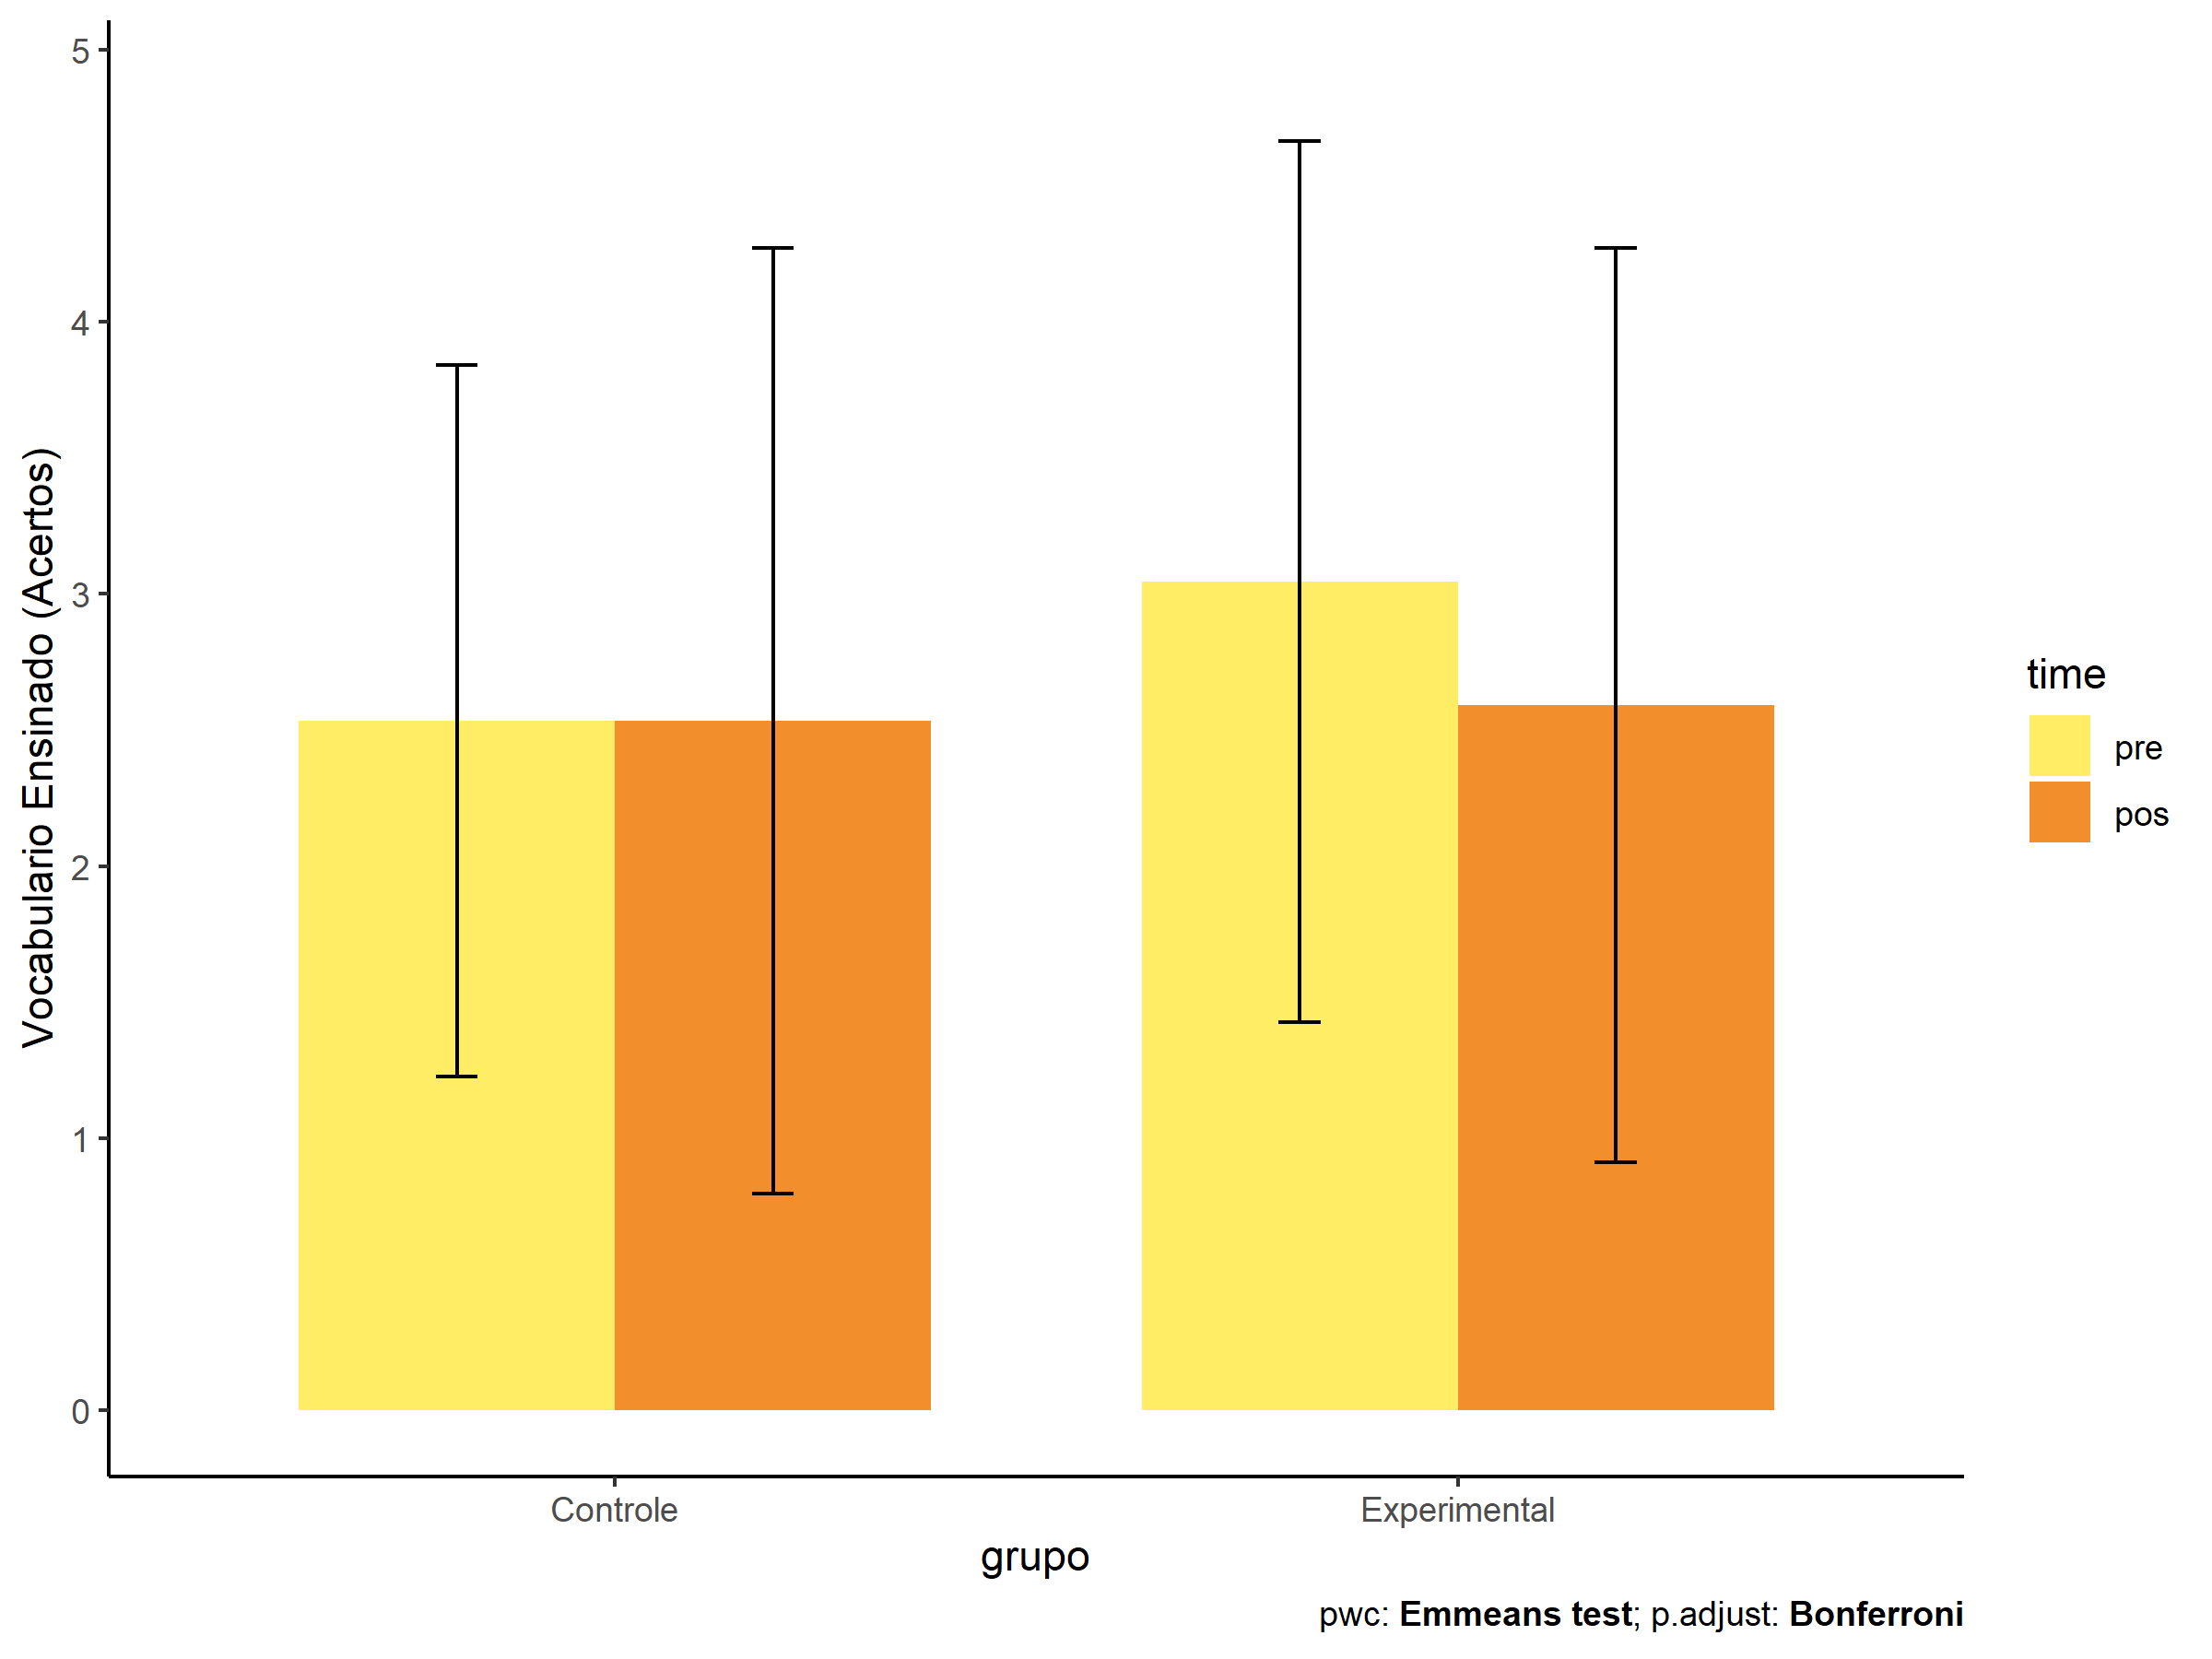 Vocabulario Ensinado (Acertos)
5
4
3
2
1
0
Controle
Experimental
grupo
time
pre
pos
pwc: Emmeans test; p.adjust: Bonferroni